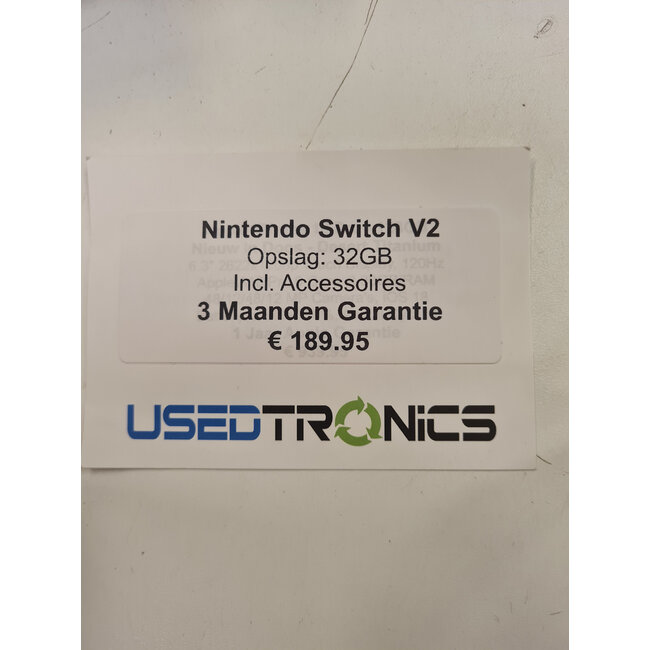 Nintendo Switch V2
Opslag: 32GB
Incl. Accessoires
3 Maanden Garantie
€ 189.95
USEDTRONiCS